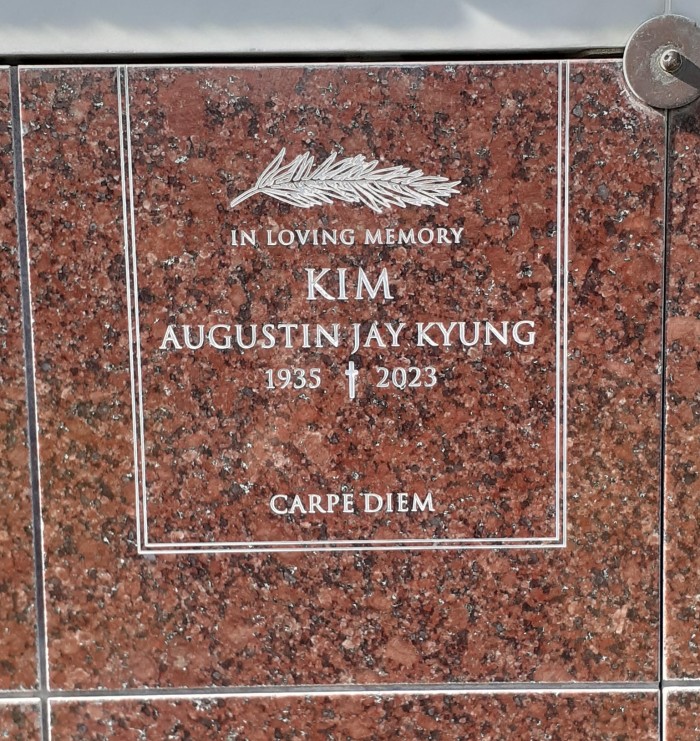 IN LOVING MEMORY
KIM
AUGUSTIN JAY KYUNG
1935 2023
CARPE DIEM